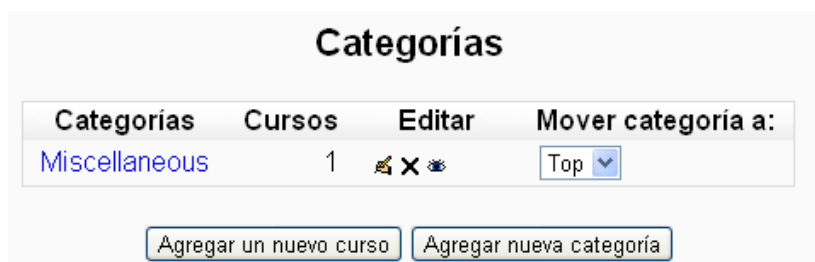 Categorías
Categorías Cursos Editar Mover categoría a:
Miscellaneous 1 Top
Agregar un nuevo curso Agregar nueva categoría